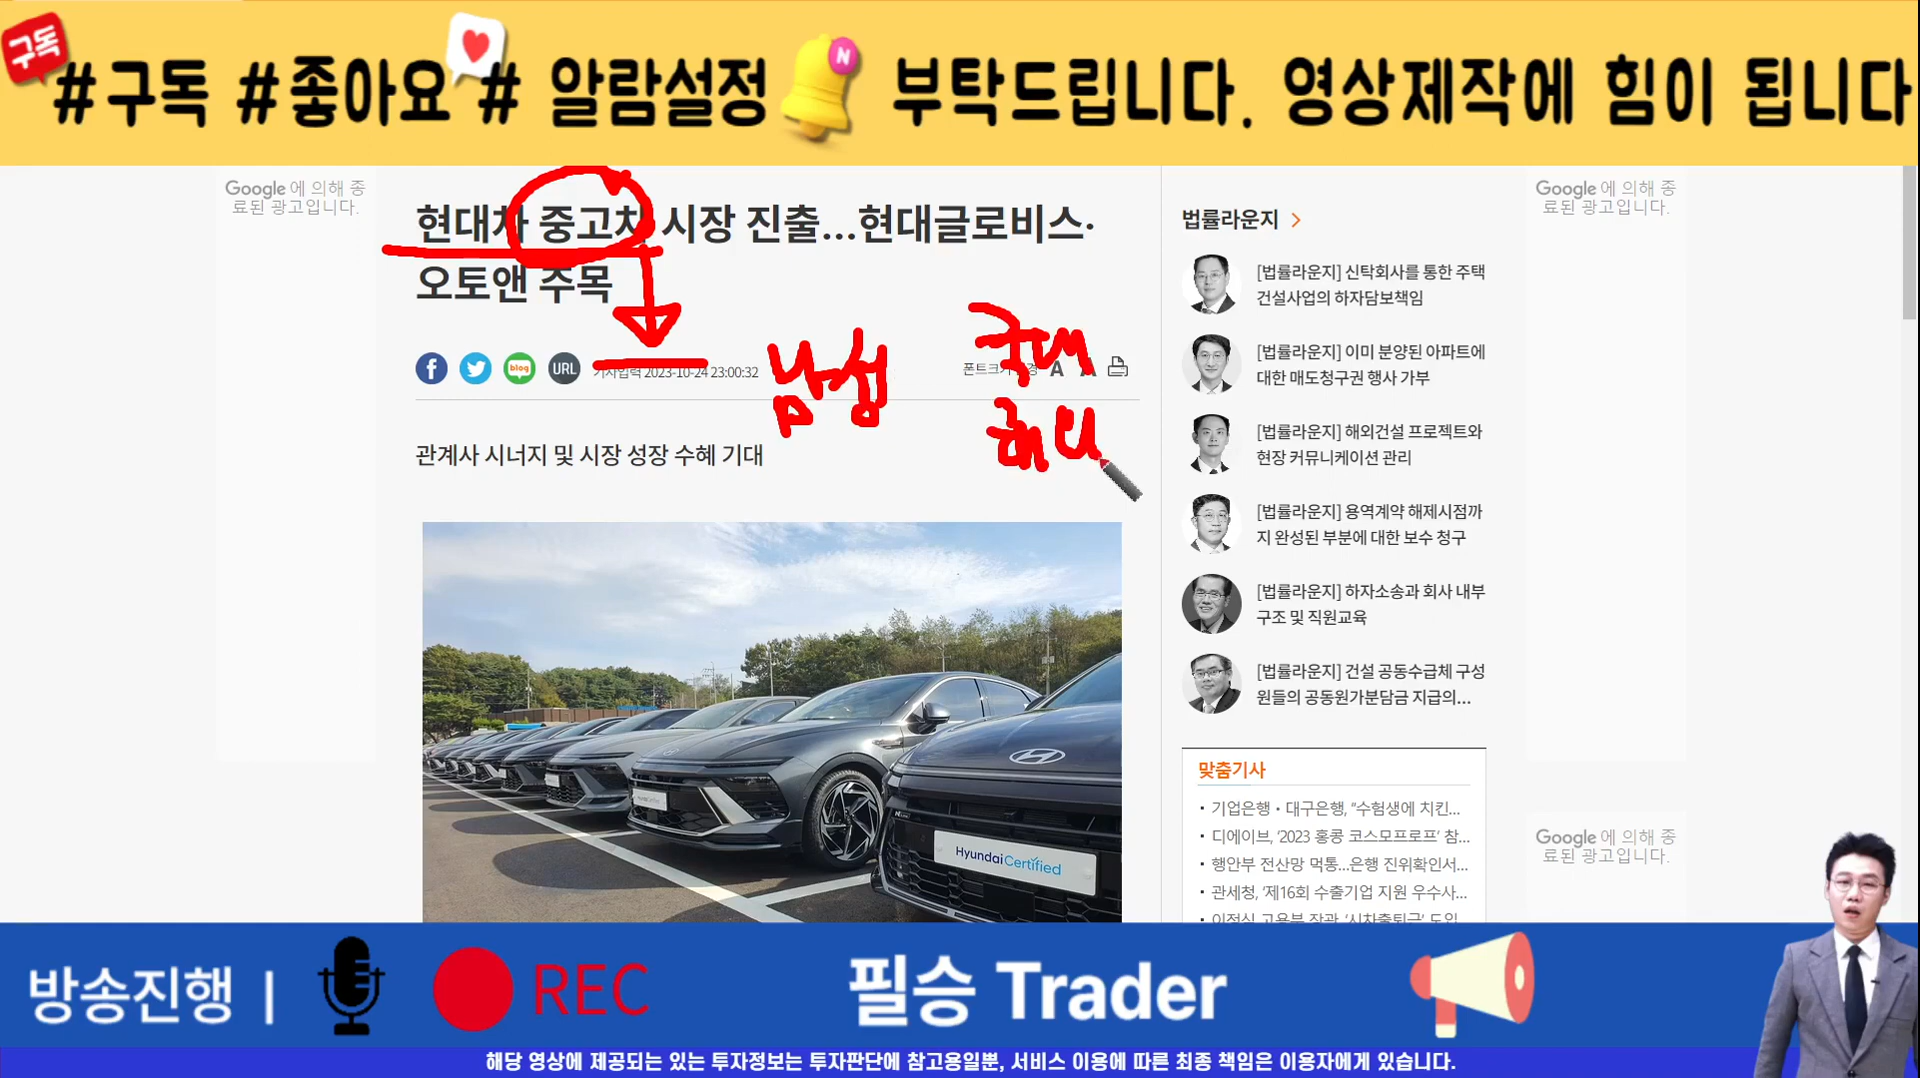 구독
#구독 #좋아요 # 알람설정 N 부탁드립니다. 영상제작에 힘이 됩니다
Google에 의해 종
료된 광고입니다.
현대차 중고차 시장 진출...현대글로비스·
오토앤 주목
f blog URL
기사입력 2023-10-24 23:00:32
폰트크기
남성
국내
관계사 시너지 및 시장 성장 수혜 기대
Hyundai Certified
Hyundai Certified
법률라운지
[법률라운지] 신탁회사를 통한 주택
건설사업의 하자담보책임
[법률라운지] 이미 분양된 아파트에
대한 매도청구권 행사 가부
[법률라운지] 해외건설 프로젝트와
현장 커뮤니케이션 관리
[법률라운지] 용역계약 해제시점까
지 완성된 부분에 대한 보수 청구
[법률라운지] 하자소송과 회사 내부
구조 및 직원교육
[법률라운지] 건설 공동수급체 구성
원들의 공동원가분담금 지급의...
맞춤기사
· 기업은행·대구은행, “수험생에 치킨...
· 디에이브, ‘2023 홍콩 코스모프로프’ 참...
· 행안부 전산망 먹통...은행 진위확인서...
· 관세청, ‘제16회 수출기업 지원 우수사...
Google에 의해 종
료된 광고입니다.
Google에 의해 종
료된 광고입니다.
방송진행 | REC 필승 Trader
해당 영상에 제공되는 있는 투자정보는 투자판단에 참고용일뿐, 서비스 이용에 따른 최종 책임은 이용자에게 있습니다.